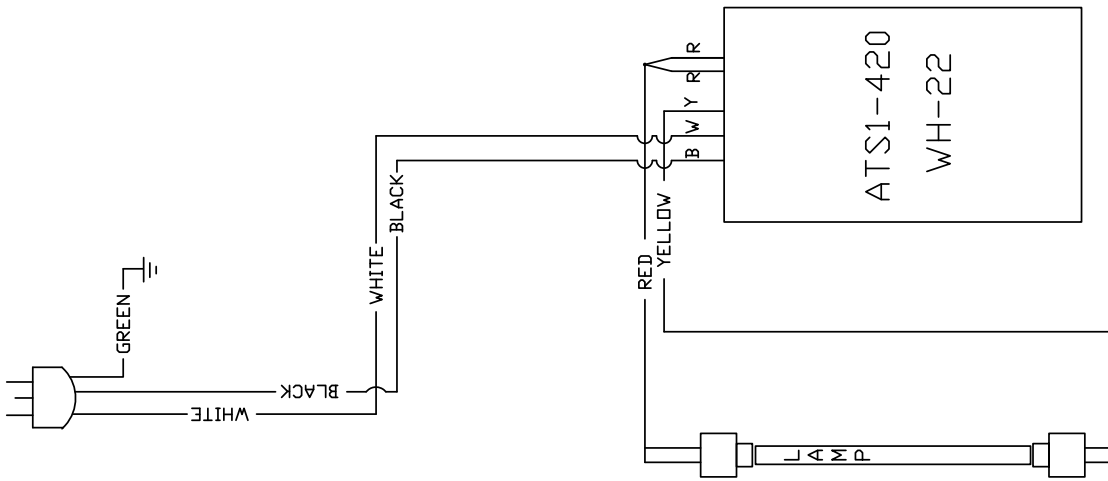 R
R
Y
W
B
ATS1-420
WH-22
BLACK
WHITE
YELLOW
RED
GREEN
BLACK
WHITE
LAMP